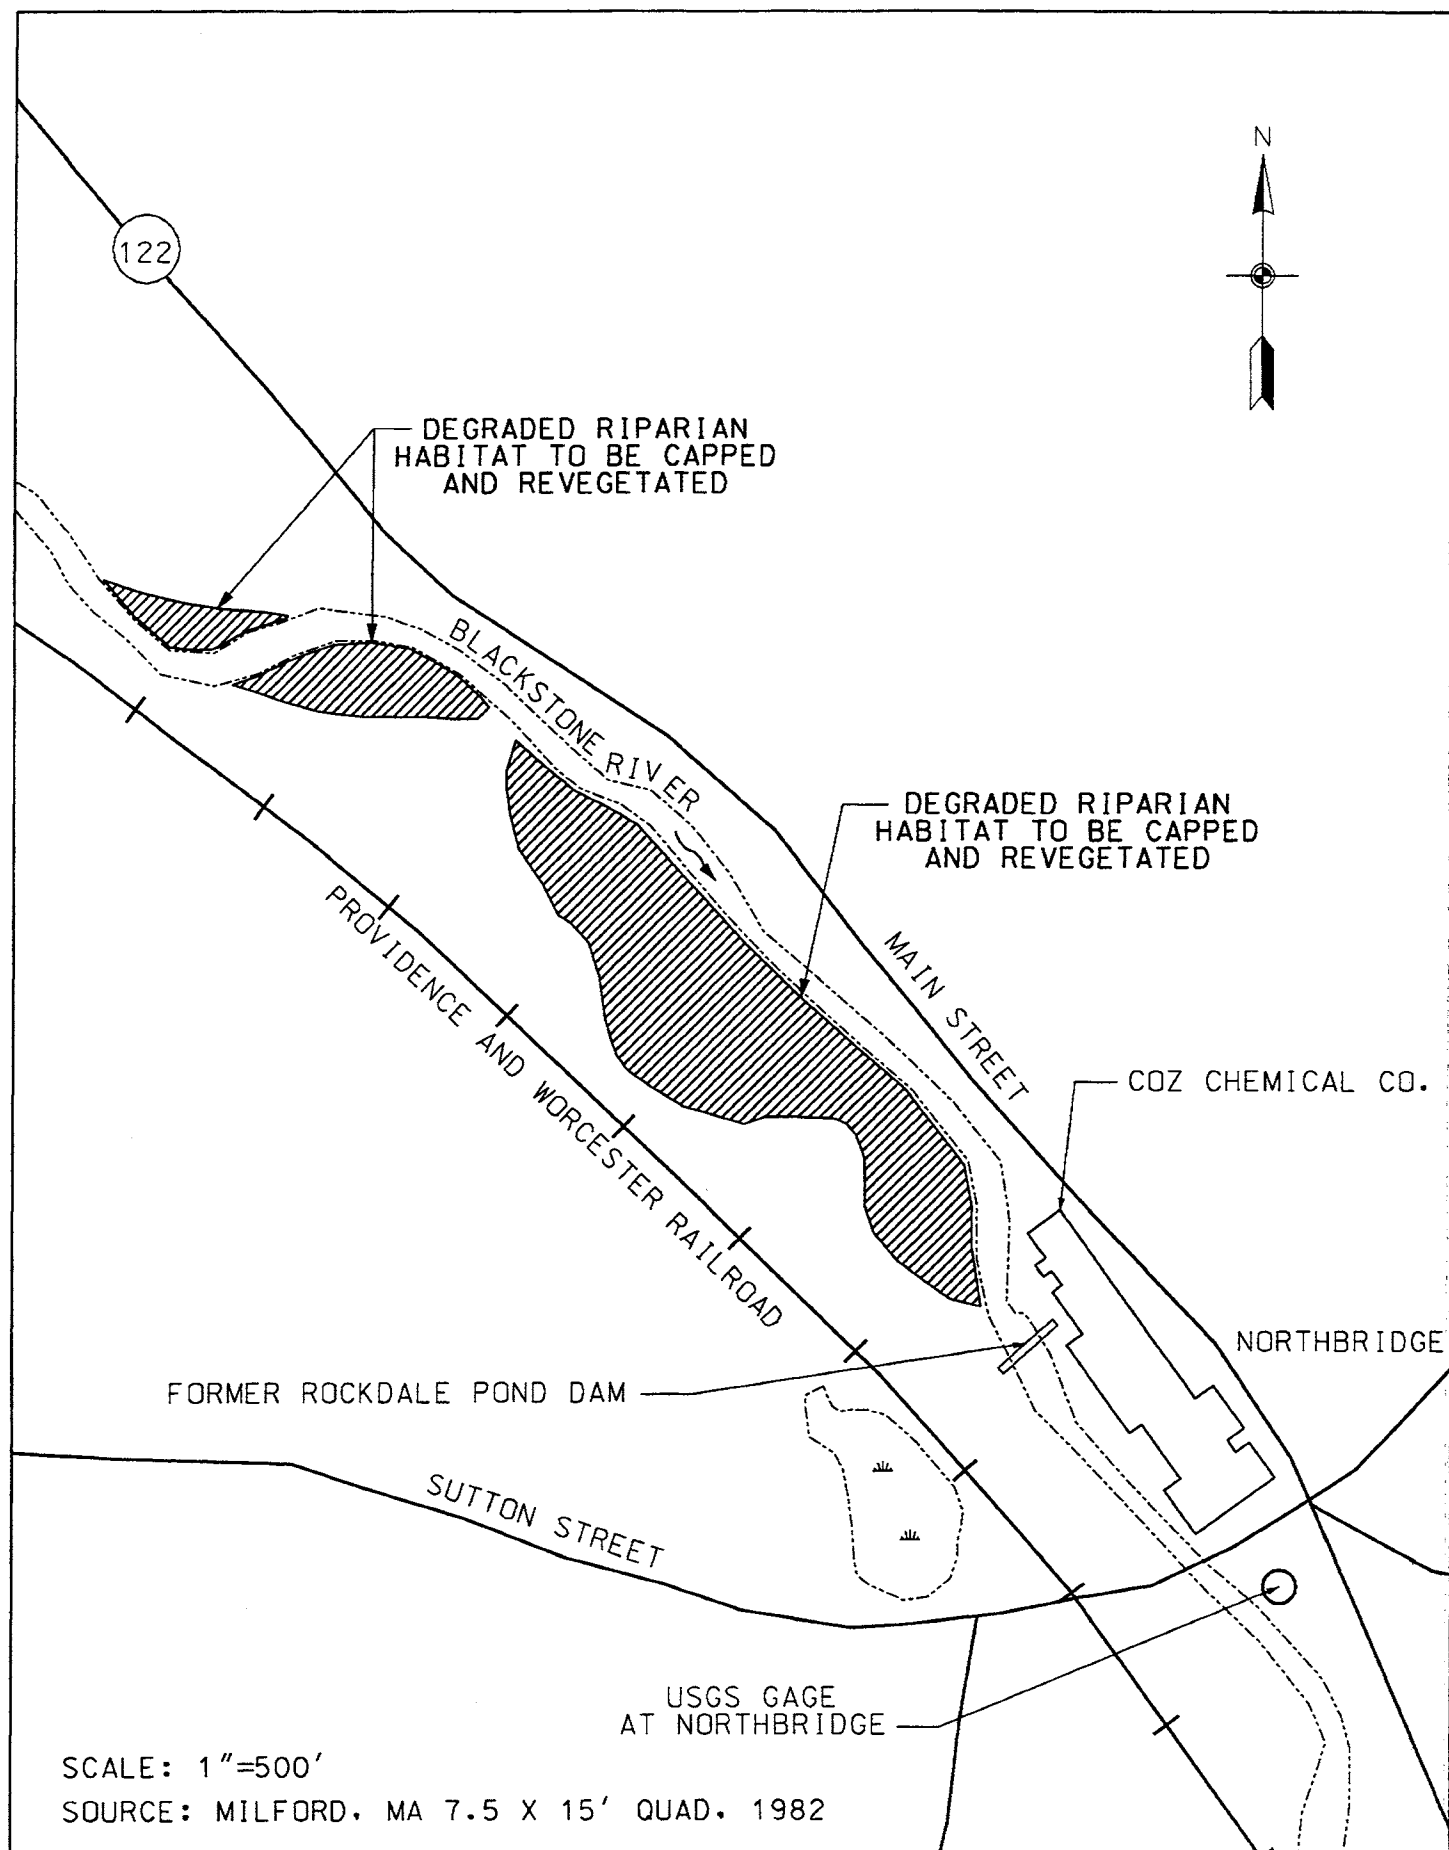 N
122
DEGRADED RIPARIAN
HABITAT TO BE CAPPED
AND REVEGETATED
BLACKSTONE RIVER
DEGRADED RIPARIAN
HABITAT TO BE CAPPED
AND REVEGETATED
PROVIDENCE AND WORCESTER RAILROAD
MAIN STREET
COZ CHEMICAL CO.
NORTHBRIDGE
FORMER ROCKDALE POND DAM
SUTTON STREET
USGS GAGE
AT NORTHBRIDGE
SCALE: 1"=500'
SOURCE: MILFORD, MA 7.5 X 15' QUAD. 1982